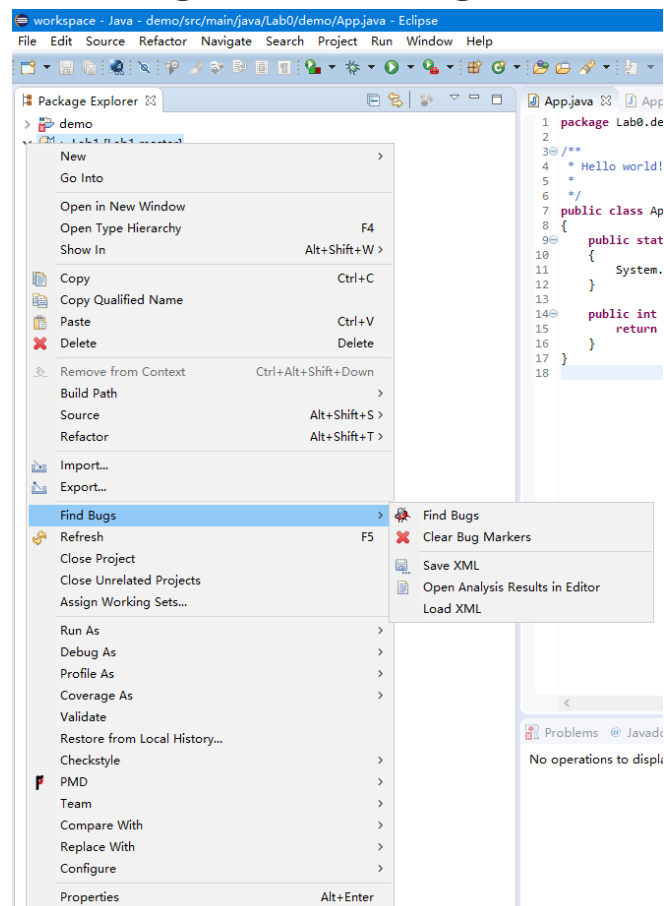 workspace - Java - demo/src/main/java/Lab0/demo/App.java - Eclipse
File Edit Source Refactor Navigate Search Project Run Window Help
Package Explorer
App.java
App
demo
Lab1 [Lab1 master]
New
Go Into
Open in New Window
Open Type Hierarchy F4
Show In Alt+Shift+W >
Copy Ctrl+C
Copy Qualified Name
Paste Ctrl+V
Delete Delete
Remove from Context Ctrl+Alt+Shift+Down
Build Path >
Source Alt+Shift+S >
Refactor Alt+Shift+T >
Import...
Export...
Find Bugs >
Refresh F5
Close Project
Close Unrelated Projects
Assign Working Sets...
Run As >
Debug As >
Profile As >
Coverage As >
Validate
Restore from Local History...
Checkstyle >
PMD >
Team >
Compare With >
Replace With >
Configure >
Properties Alt+Enter
Find Bugs
Clear Bug Markers
Save XML
Open Analysis Results in Editor
Load XML
1 package Lab0.de
2
3 /**
4 * Hello world!
5 *
6 */
7 public class Ap
8 {
9 public stat
10 {
11 System.
12 }
13
14 public int
15 return
16 }
17 }
18
Problems @ Javado
No operations to displa